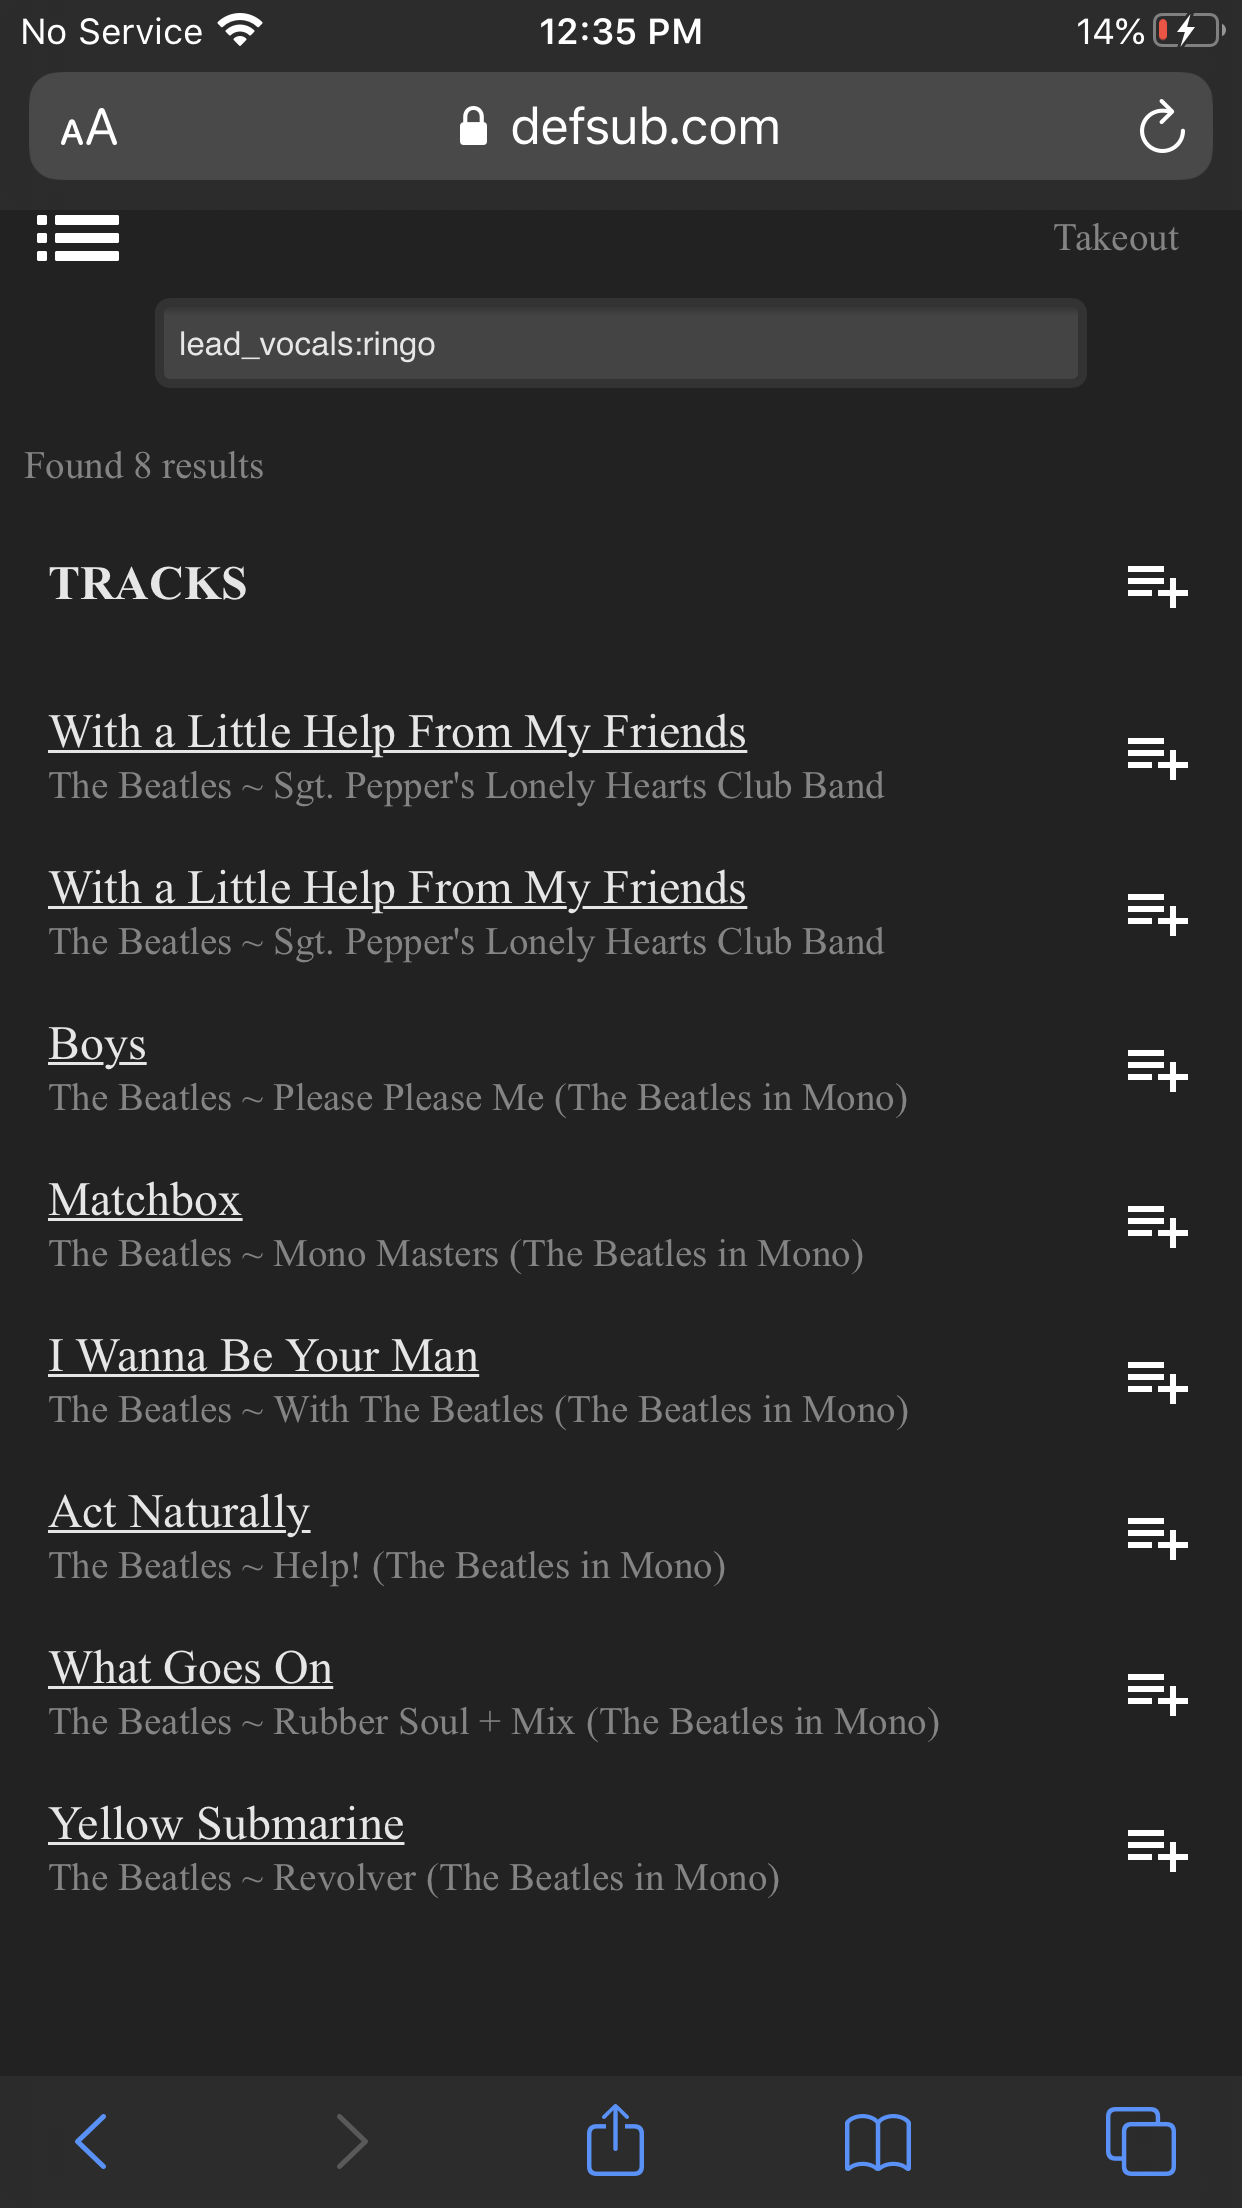 No Service
12:35 PM
14%
AA
defsub.com
Takeout
lead_vocals:ringo
Found 8 results
TRACKS
With a Little Help From My Friends
The Beatles ~ Sgt. Pepper's Lonely Hearts Club Band
With a Little Help From My Friends
The Beatles ~ Sgt. Pepper's Lonely Hearts Club Band
Boys
The Beatles ~ Please Please Me (The Beatles in Mono)
Matchbox
The Beatles ~ Mono Masters (The Beatles in Mono)
I Wanna Be Your Man
The Beatles ~ With The Beatles (The Beatles in Mono)
Act Naturally
The Beatles ~ Help! (The Beatles in Mono)
What Goes On
The Beatles ~ Rubber Soul + Mix (The Beatles in Mono)
Yellow Submarine
The Beatles ~ Revolver (The Beatles in Mono)